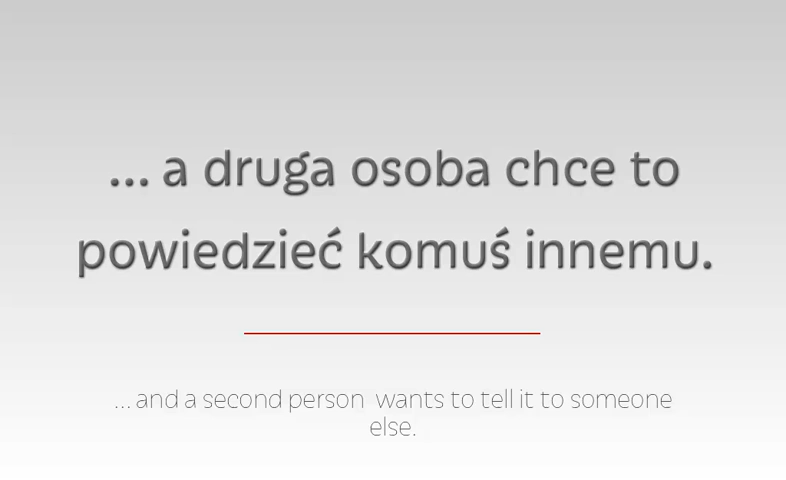 ... a druga osoba chce to
powiedzieć komuś innemu.
... and a second person wants to tell it to someone
else.